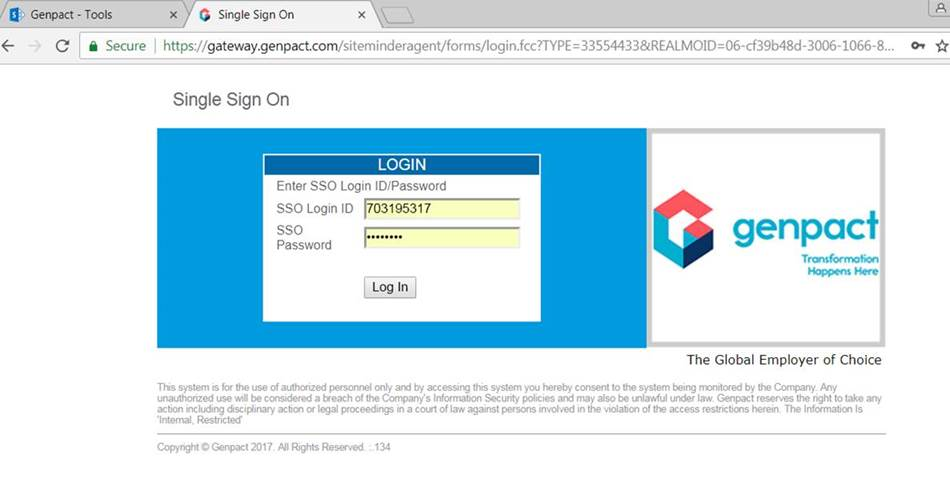 Genpact - Tools
Single Sign On
Secure
https://gateway.genpact.com/siteminderagent/forms/login.fcc?TYPE=33554433&REALMOID=06-cf39b48d-3006-1066-8...
Single Sign On
LOGIN
Enter SSO Login ID/Password
SSO Login ID 703195317
SSO
Password ••••••••
Log In
genpact
Transformation
Happens Here
The Global Employer of Choice
This system is for the use of authorized personnel only and by accessing this system you hereby consent to the system being monitored by the Company. Any
unauthorized use will be considered a breach of the Company's Information Security policies and may also be unlawful under law. Genpact reserves the right to take any
action including disciplinary action or legal proceedings in a court of law against persons involved in the violation of the access restrictions herein. The Information Is
'Internal, Restricted'
Copyright © Genpact 2017. All Rights Reserved. :.134